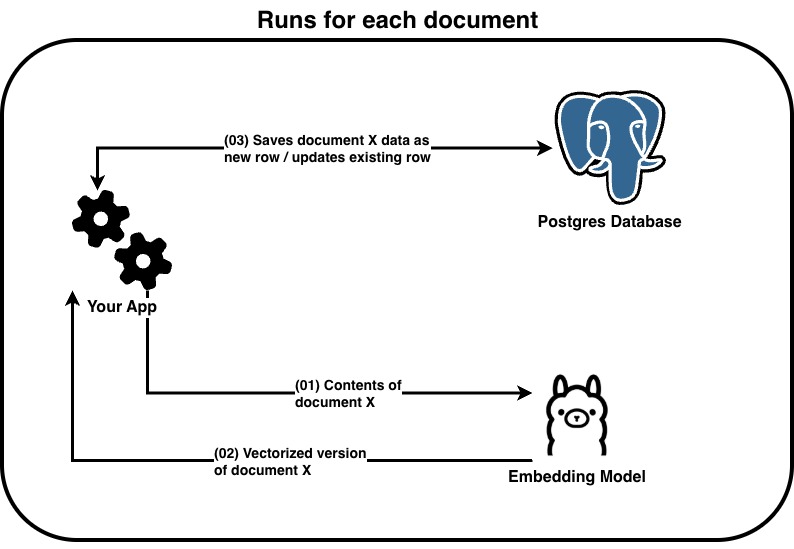 Runs for each document
(03) Saves document X data as
new row / updates existing row
Postgres Database
Your App
(01) Contents of
document X
(02) Vectorized version
of document X
Embedding Model